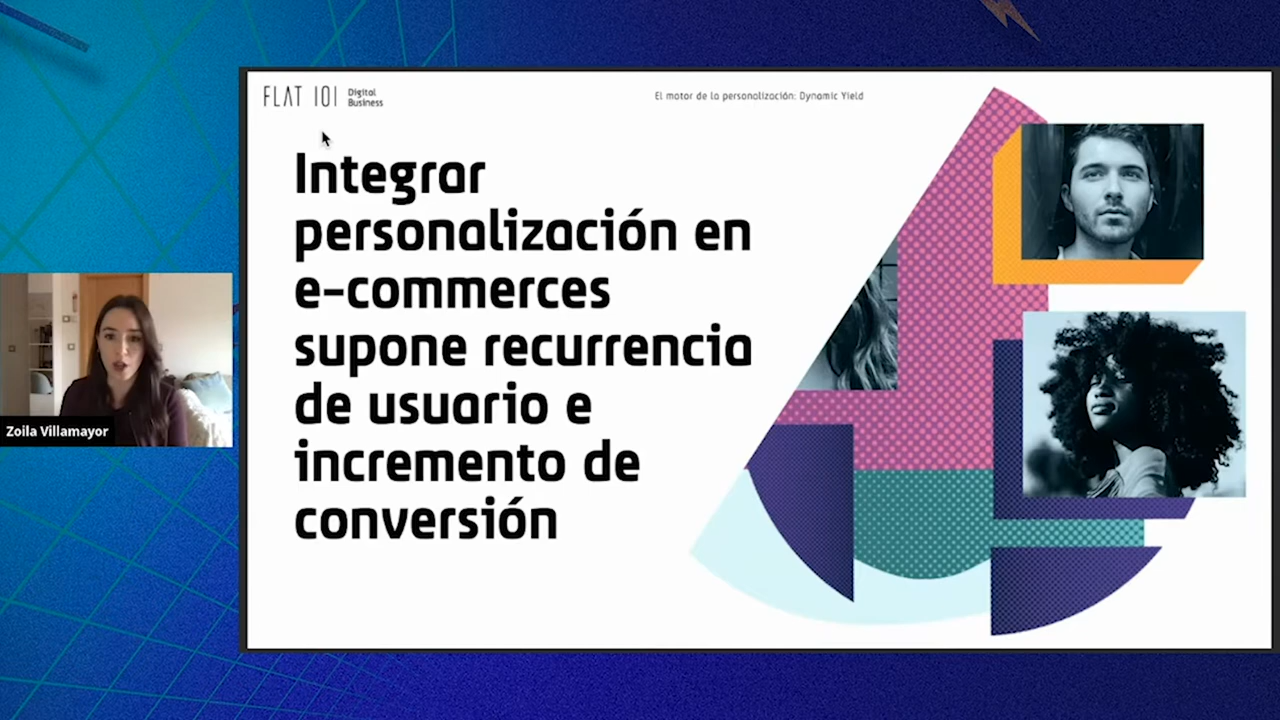 FLAT 101
Digital
Business
El motor de la personalización: Dynamic Yield
Integrar
personalización en
e-commerces
supone recurrencia
de usuario e
incremento de
conversión
Zoila Villamayor